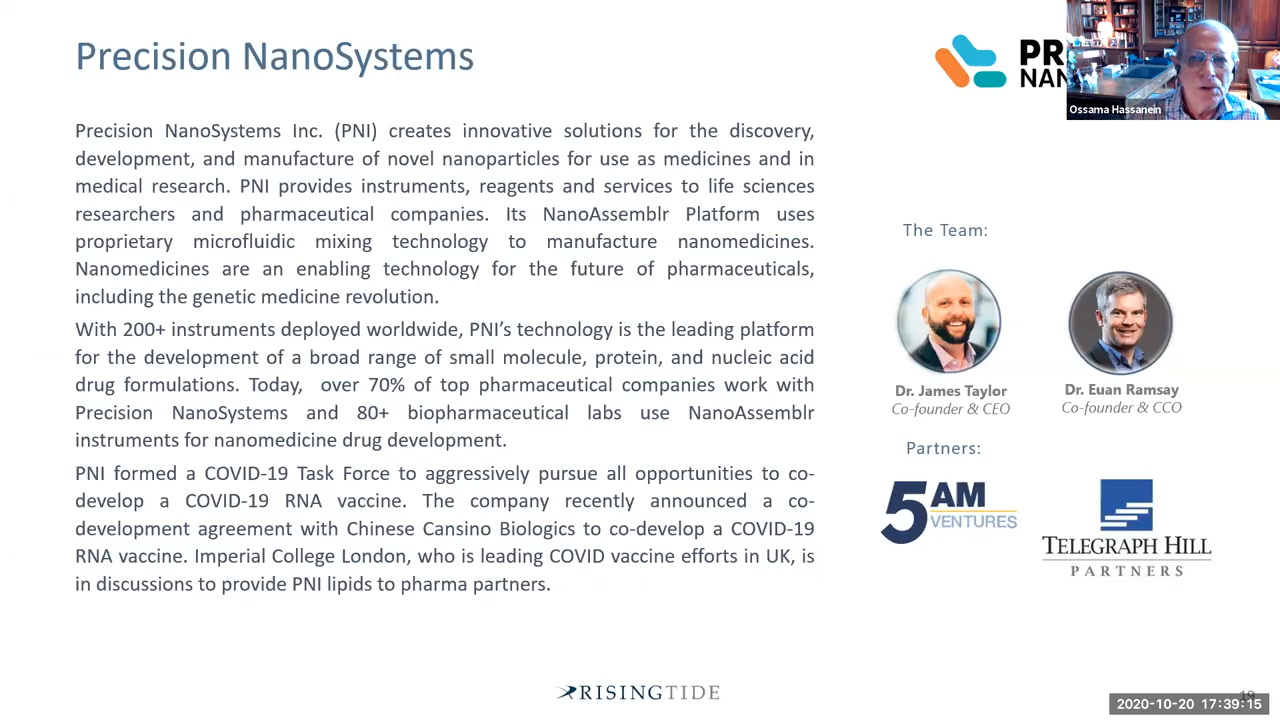 Precision NanoSystems
PR
NAN
Ossama Hassanein
Precision NanoSystems Inc. (PNI) creates innovative solutions for the discovery,
development, and manufacture of novel nanoparticles for use as medicines and in
medical research. PNI provides instruments, reagents and services to life sciences
researchers and pharmaceutical companies. Its NanoAssemblr Platform uses
proprietary microfluidic mixing technology to manufacture nanomedicines.
Nanomedicines are an enabling technology for the future of pharmaceuticals,
including the genetic medicine revolution.
With 200+ instruments deployed worldwide, PNI’s technology is the leading platform
for the development of a broad range of small molecule, protein, and nucleic acid
drug formulations. Today, over 70% of top pharmaceutical companies work with
Precision NanoSystems and 80+ biopharmaceutical labs use NanoAssemblr
instruments for nanomedicine drug development.
PNI formed a COVID-19 Task Force to aggressively pursue all opportunities to co-
develop a COVID-19 RNA vaccine. The company recently announced a co-
development agreement with Chinese Cansino Biologics to co-develop a COVID-19
RNA vaccine. Imperial College London, who is leading COVID vaccine efforts in UK, is
in discussions to provide PNI lipids to pharma partners.
The Team:
Dr. James Taylor
Co-founder & CEO
Dr. Euan Ramsay
Co-founder & CCO
Partners:
5AM
VENTURES
TELEGRAPH HILL
PARTNERS
RISINGTIDE
19
2020-10-20 17:39:15